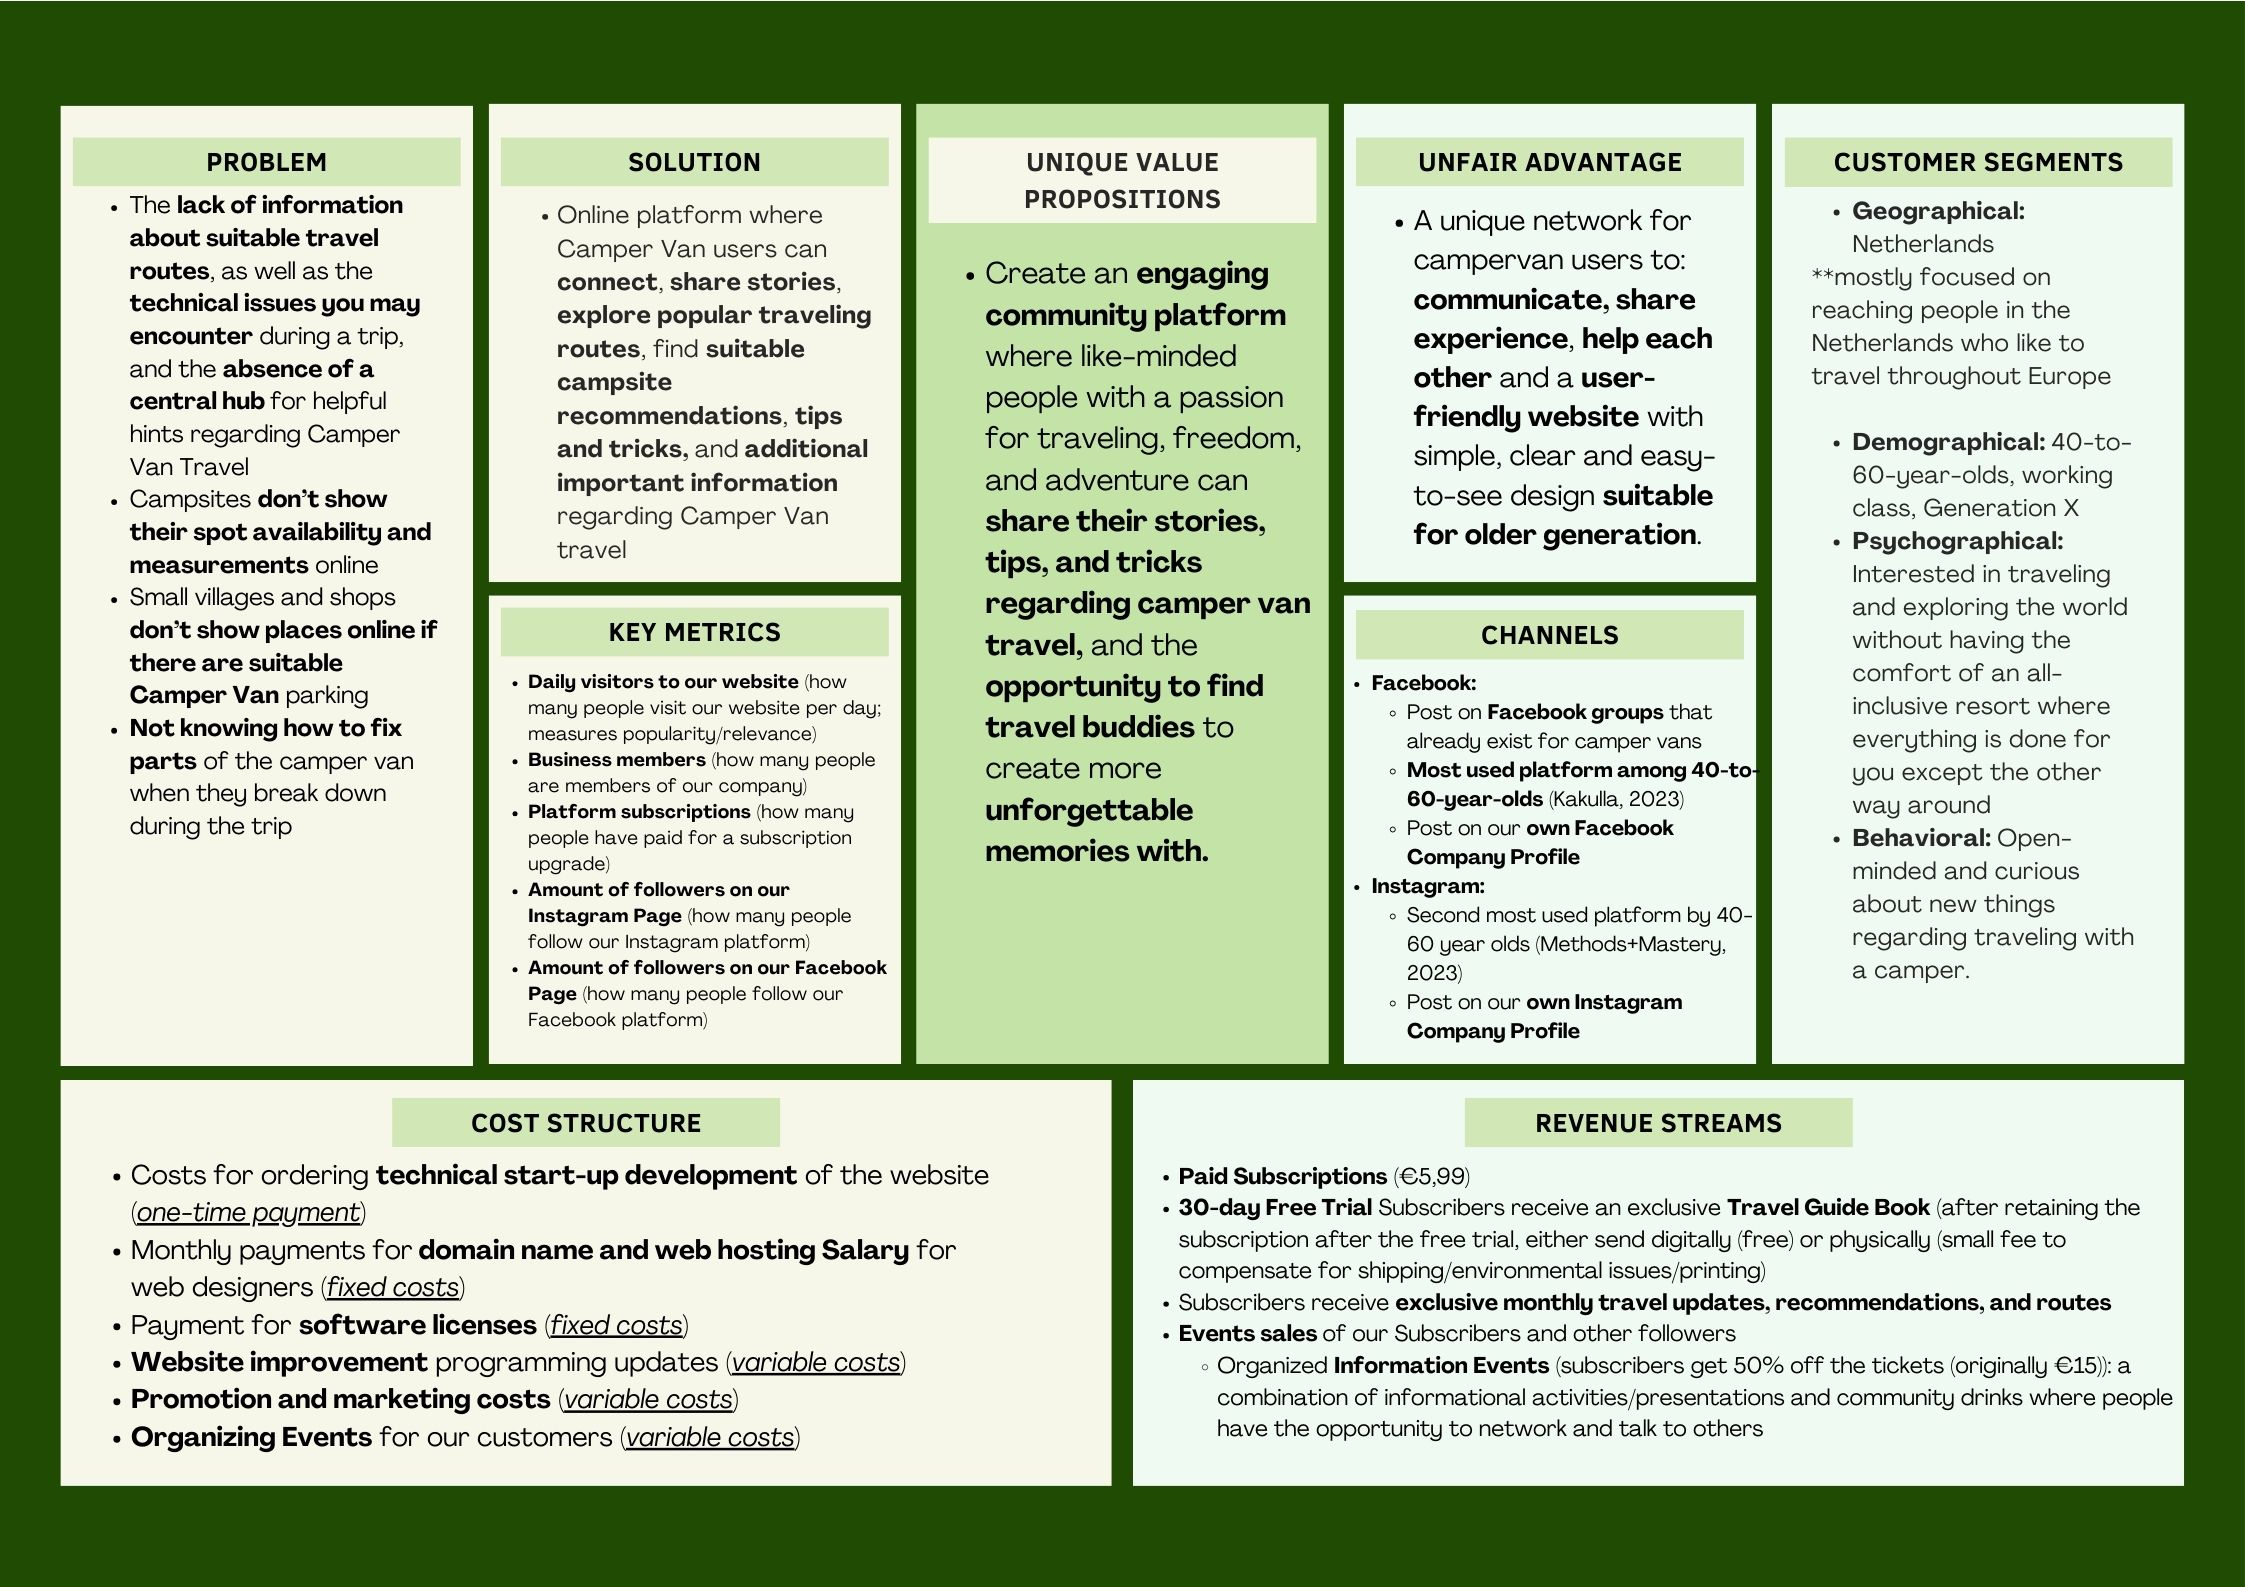 PROBLEM
• The lack of information
about suitable travel
routes, as well as the
technical issues you may
encounter during a trip,
and the absence of a
central hub for helpful
hints regarding Camper
Van Travel
• Campsites don’t show
their spot availability and
measurements online
• Small villages and shops
don’t show places online if
there are suitable
Camper Van parking
• Not knowing how to fix
parts of the camper van
when they break down
during the trip
SOLUTION
• Online platform where
Camper Van users can
connect, share stories,
explore popular traveling
routes, find suitable
campsite
recommendations, tips
and tricks, and additional
important information
regarding Camper Van
travel
KEY METRICS
• Daily visitors to our website (how
many people visit our website per day;
measures popularity/relevance)
• Business members (how many people
are members of our company)
• Platform subscriptions (how many
people have paid for a subscription
upgrade)
• Amount of followers on our
Instagram Page (how many people
follow our Instagram platform)
• Amount of followers on our Facebook
Page (how many people follow our
Facebook platform)
UNIQUE VALUE
PROPOSITIONS
• Create an engaging
community platform
where like-minded
people with a passion
for traveling, freedom,
and adventure can
share their stories,
tips, and tricks
regarding camper van
travel, and the
opportunity to find
travel buddies to
create more
unforgettable
memories with.
UNFAIR ADVANTAGE
• A unique network for
campervan users to:
communicate, share
experience, help each
other and a user-
friendly website with
simple, clear and easy-
to-see design suitable
for older generation.
CHANNELS
• Facebook:
◦ Post on Facebook groups that
already exist for camper vans
◦ Most used platform among 40-to-
60-year-olds (Kakulla, 2023)
◦ Post on our own Facebook
Company Profile
• Instagram:
◦ Second most used platform by 40-
60 year olds (Methods+Mastery,
2023)
◦ Post on our own Instagram
Company Profile
CUSTOMER SEGMENTS
• Geographical:
Netherlands
**mostly focused on
reaching people in the
Netherlands who like to
travel throughout Europe
• Demographical: 40-to-
60-year-olds, working
class, Generation X
• Psychographical:
Interested in traveling
and exploring the world
without having the
comfort of an all-
inclusive resort where
everything is done for
you except the other
way around
• Behavioral: Open-
minded and curious
about new things
regarding traveling with
a camper.
COST STRUCTURE
• Costs for ordering technical start-up development of the website
(one-time payment)
• Monthly payments for domain name and web hosting Salary for
web designers (fixed costs)
• Payment for software licenses (fixed costs)
• Website improvement programming updates (variable costs)
• Promotion and marketing costs (variable costs)
• Organizing Events for our customers (variable costs)
REVENUE STREAMS
• Paid Subscriptions (€5,99)
• 30-day Free Trial Subscribers receive an exclusive Travel Guide Book (after retaining the
subscription after the free trial, either send digitally (free) or physically (small fee to
compensate for shipping/environmental issues/printing)
• Subscribers receive exclusive monthly travel updates, recommendations, and routes
• Events sales of our Subscribers and other followers
◦ Organized Information Events (subscribers get 50% off the tickets (originally €15)): a
combination of informational activities/presentations and community drinks where people
have the opportunity to network and talk to others